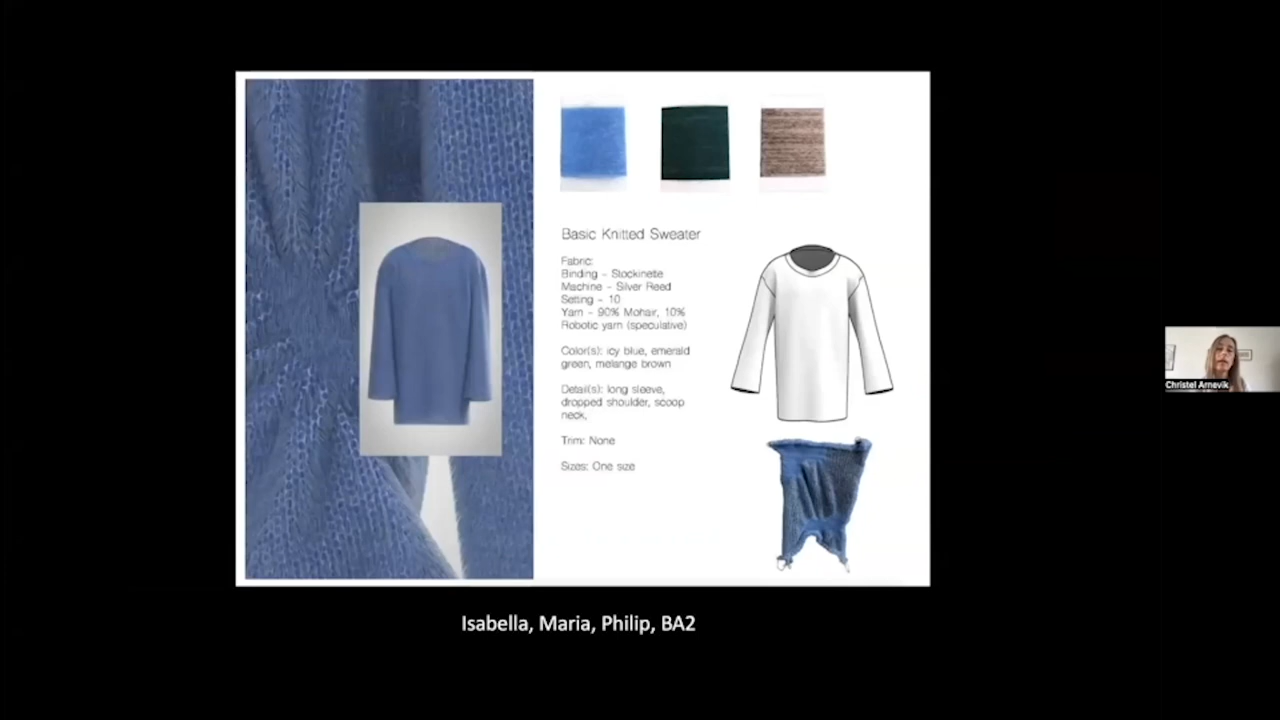 Basic Knitted Sweater
Fabric:
Binding - Stockinette
Machine - Silver Reed
Setting - 10
Yarn - 90% Mohair, 10%
Robotic yarn (speculative)
Color(s): icy blue, emerald
green, melange brown
Detail(s): long sleeve,
dropped shoulder, scoop
neck,
Trim: None
Sizes: One size
Christel Arnevik
Isabella, Maria, Philip, BA2